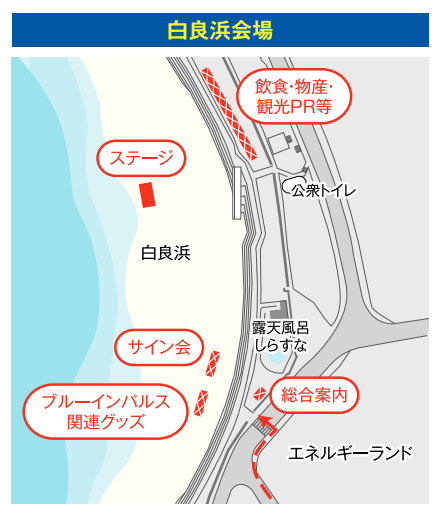 白良浜会場
飲食・物産・
観光PR等
ステージ
公衆トイレ
白良浜
露天風呂
しらすな
サイン会
総合案内
ブルーインパルス
関連グッズ
エネルギーランド